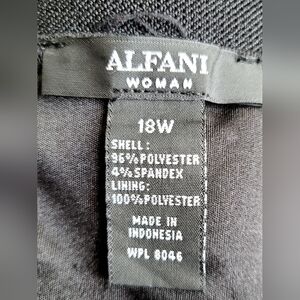 ALFANI
WOMAN
18W
SHELL:
96%POLYESTER
4%SPANDEX
LINING:
100%POLYESTER
MADE IN
INDONESIA
WPL 8046